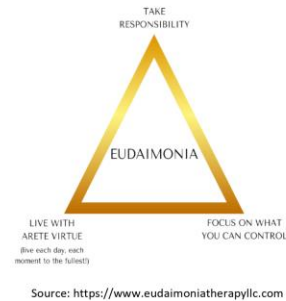 TAKE
RESPONSIBILITY
EUDAIMONIA
LIVE WITH
ARETE VIRTUE
(live each day, each
moment to the fullest!)
FOCUS ON WHAT
YOU CAN CONTROL
Source: https://www.eudaimoniatherapyllc.com